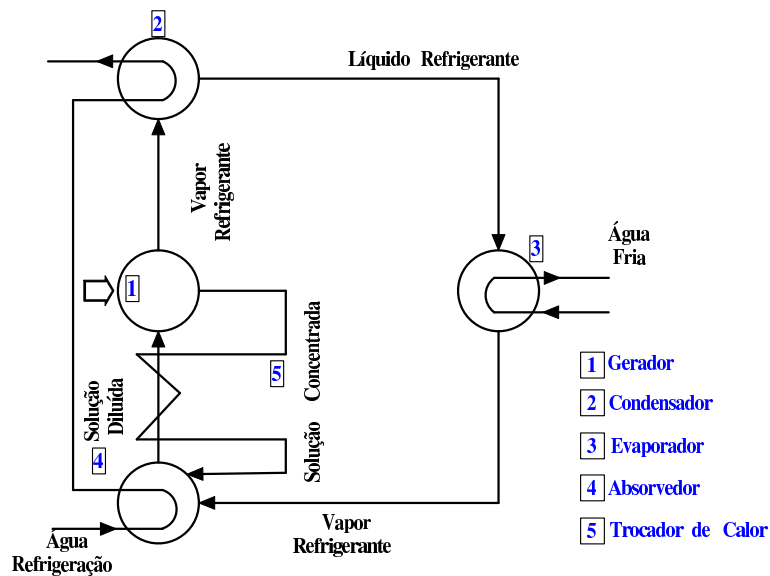 2
Líquido Refrigerante
Vapor
Refrigerante
Água
Fria
3
1
Solução Concentrada
5
Solução
Diluída
4
Vapor
Refrigerante
Água
Refrigeração
1 Gerador
2 Condensador
3 Evaporador
4 Absorvedor
5 Trocador de Calor